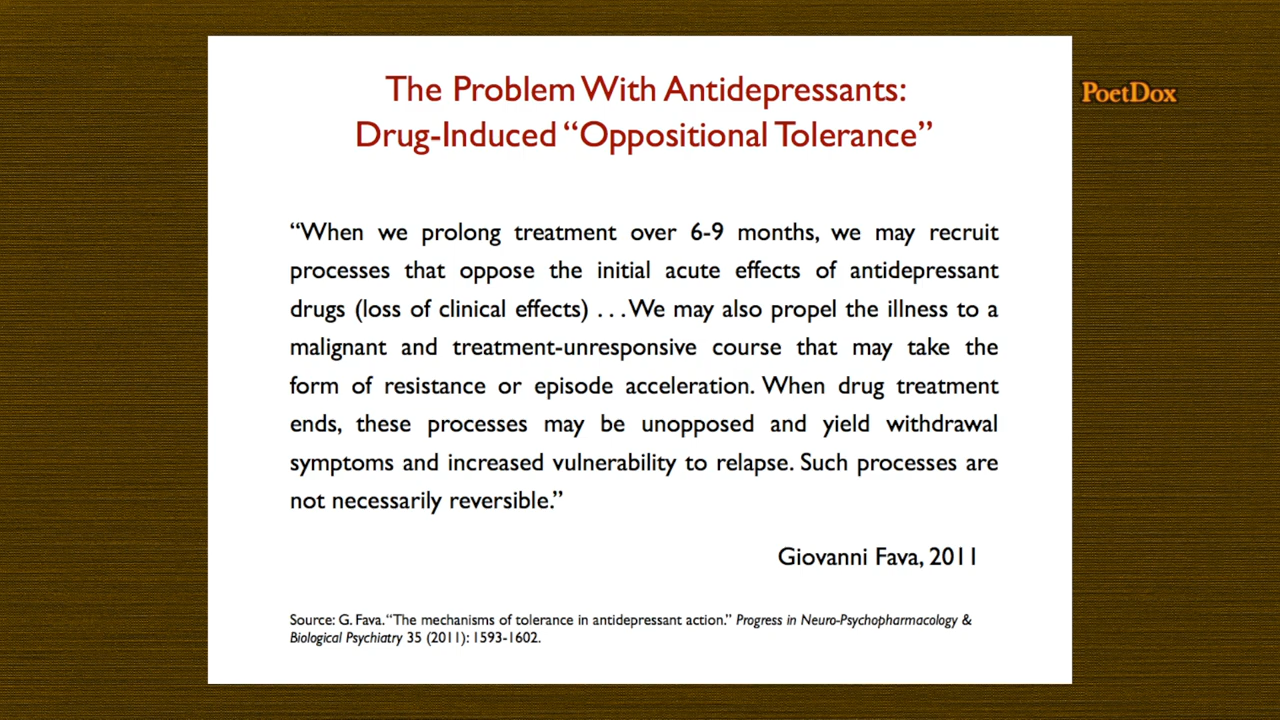 The Problem With Antidepressants:
Drug-Induced “Oppositional Tolerance”
PoetDox
“When we prolong treatment over 6-9 months, we may recruit
processes that oppose the initial acute effects of antidepressant
drugs (loss of clinical effects) . . . We may also propel the illness to a
malignant and treatment-unresponsive course that may take the
form of resistance or episode acceleration. When drug treatment
ends, these processes may be unopposed and yield withdrawal
symptoms and increased vulnerability to relapse. Such processes are
not necessarily reversible.”
Giovanni Fava, 2011
Source: G. Fava. “The mechanisms of tolerance in antidepressant action.” Progress in Neuro-Psychopharmacology &
Biological Psychiatry 35 (2011): 1593-1602.